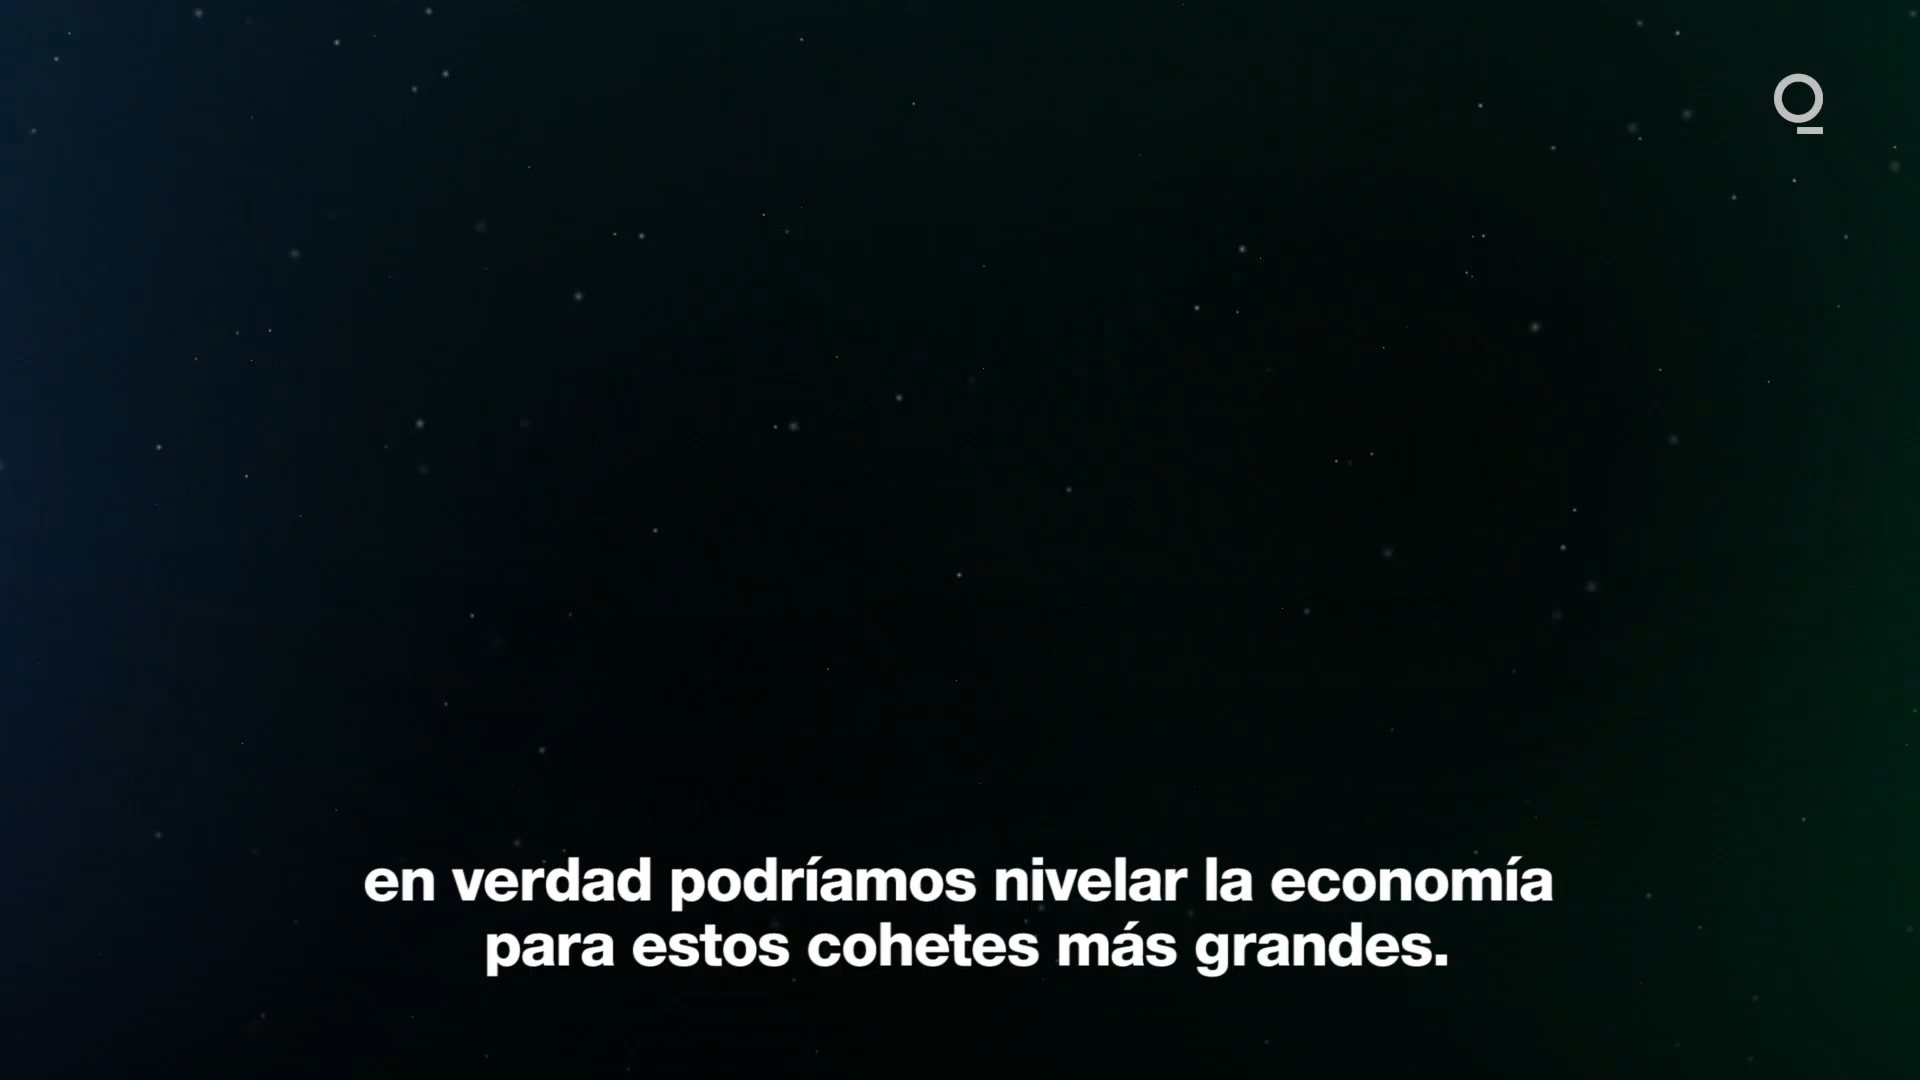 en verdad podríamos nivelar la economía
para estos cohetes más grandes.